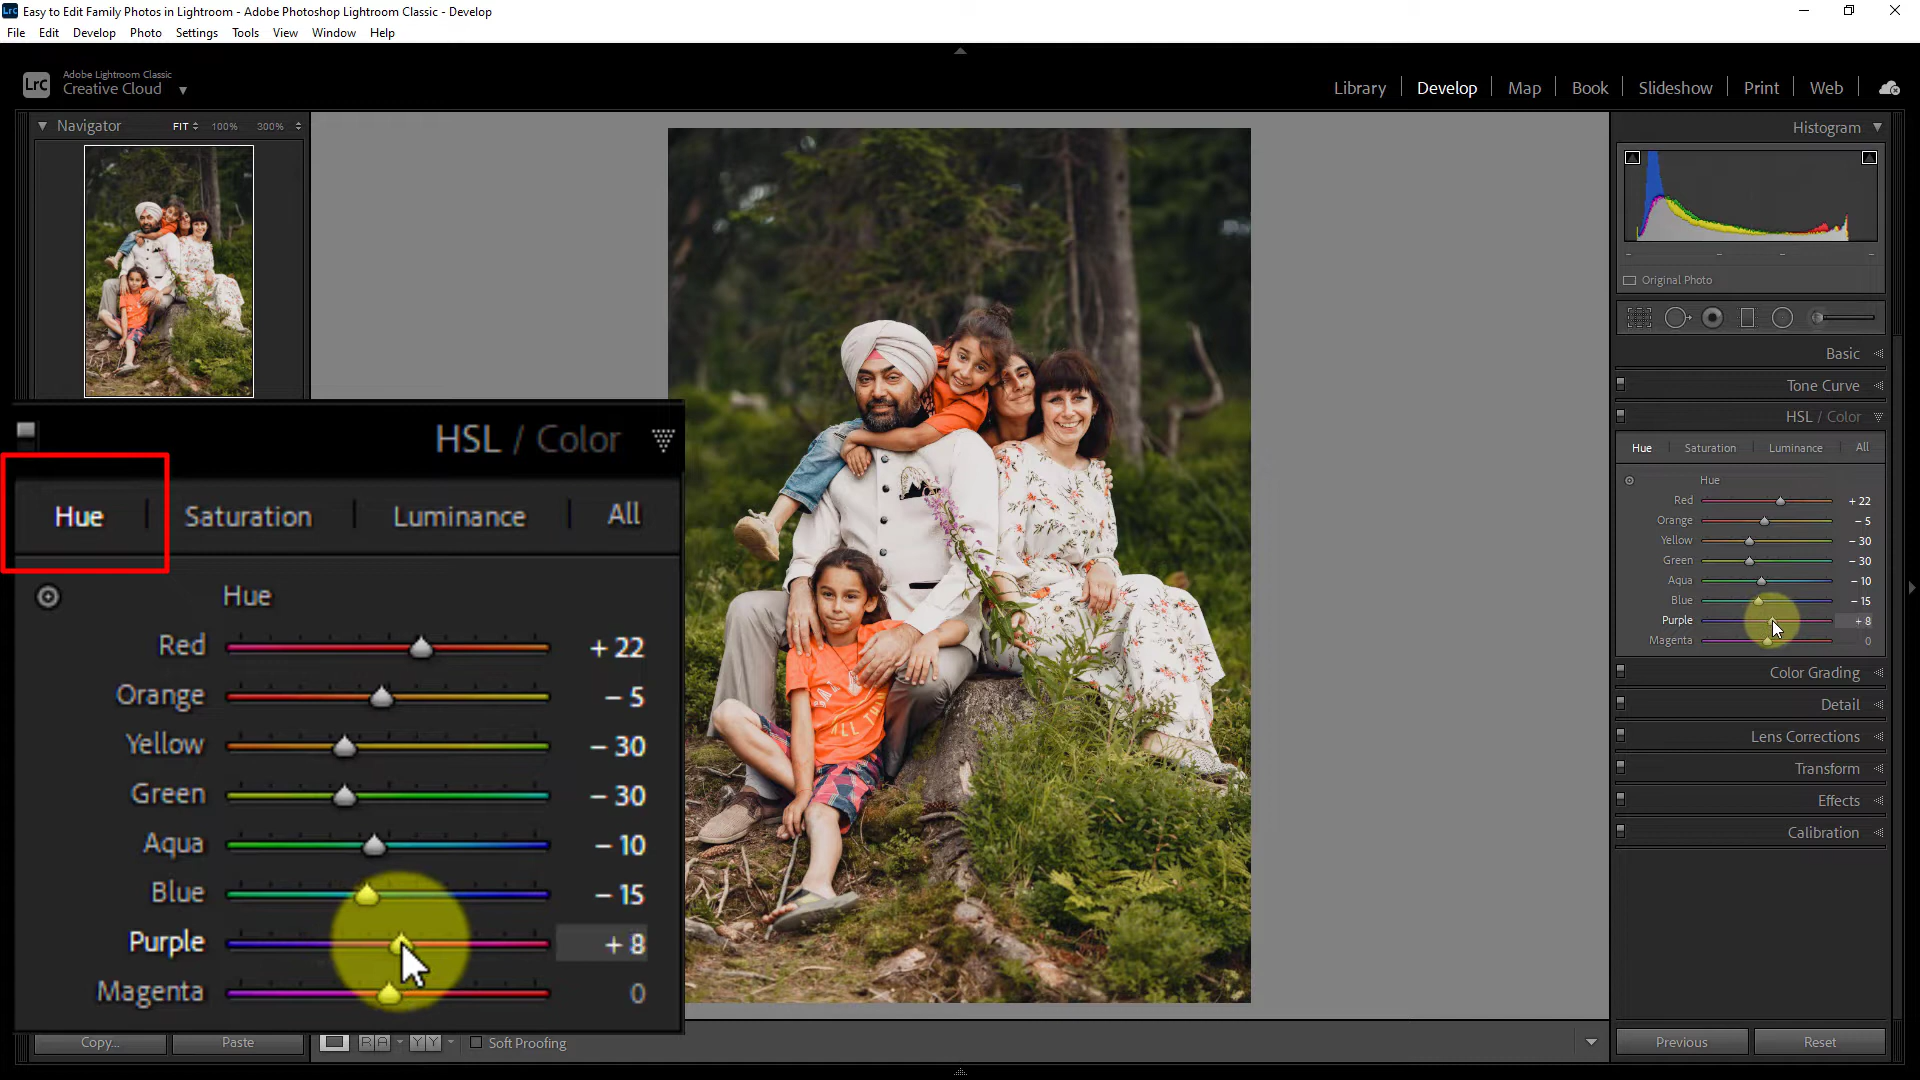 Easy to Edit Family Photos in Lightroom - Adobe Photoshop Lightroom Classic - Develop
File Edit Develop Photo Settings Tools View Window Help
LrC
Adobe Lightroom Classic
Creative Cloud
Library Develop Map Book Slideshow Print Web
Navigator FIT 100% 300%
Histogram
Original Photo
Basic
Tone Curve
HSL / Color
Hue Saturation Luminance All
Hue
Red + 22
Orange – 5
Yellow – 30
Green – 30
Aqua – 10
Blue – 15
Purple + 8
Magenta 0
Color Grading
Detail
Lens Corrections
Transform
Effects
Calibration
HSL / Color
Hue Saturation Luminance All
Hue
Red + 22
Orange – 5
Yellow – 30
Green – 30
Aqua – 10
Blue – 15
Purple + 8
Magenta 0
Copy... Paste
R A Y Y Soft Proofing
Previous Reset